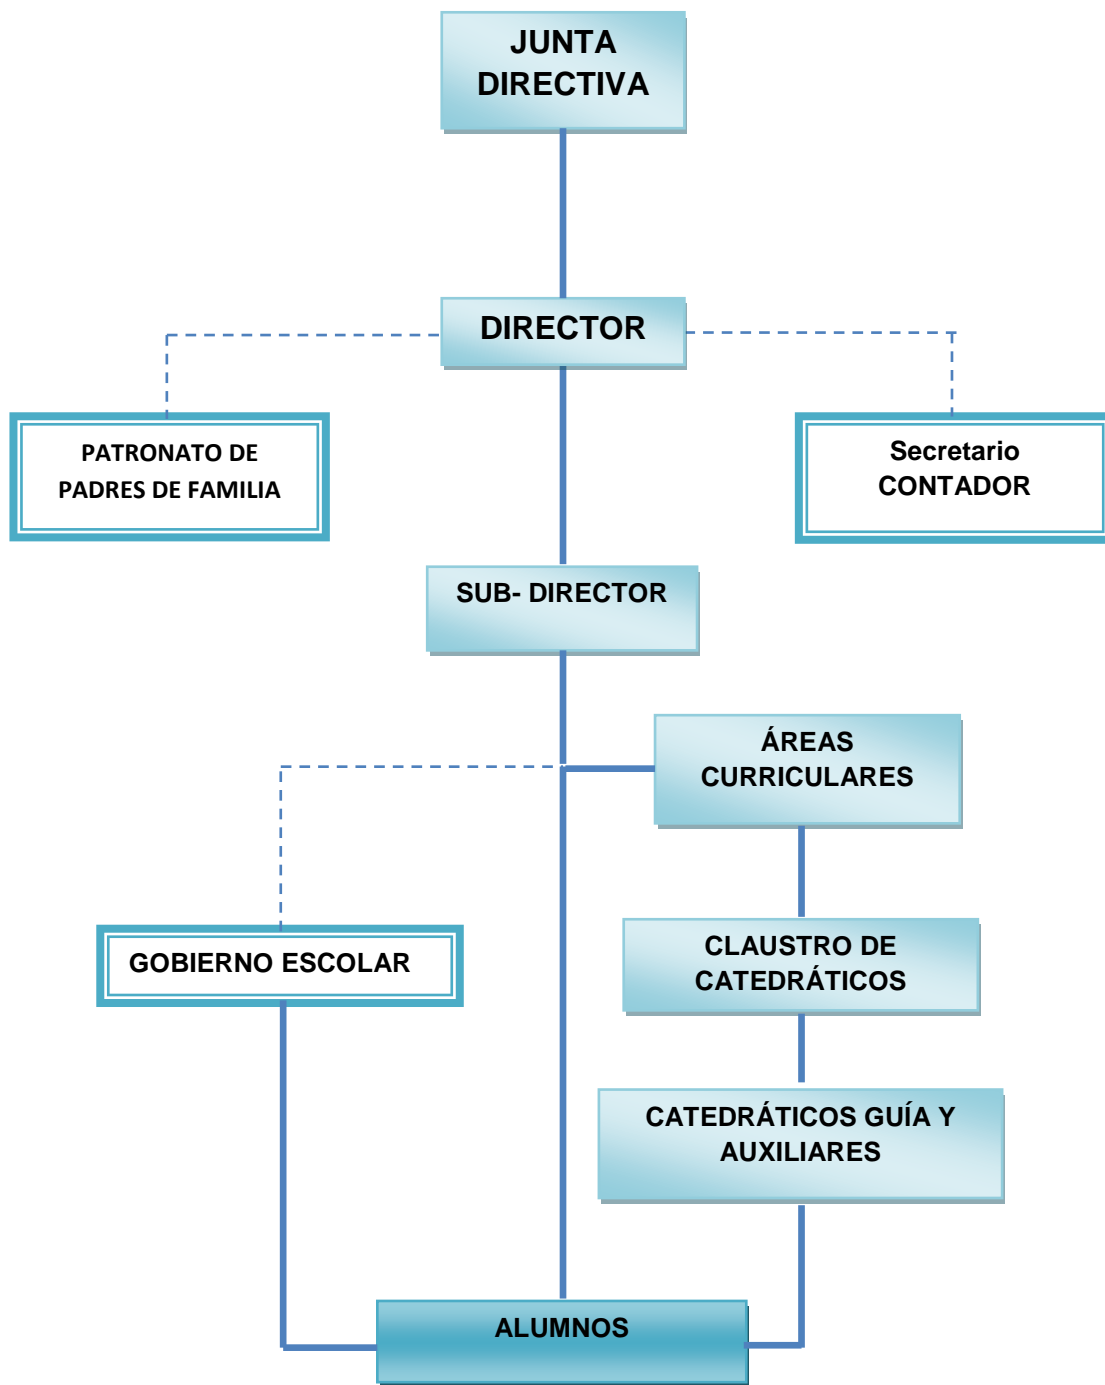 JUNTA
DIRECTIVA
DIRECTOR
PATRONATO DE
PADRES DE FAMILIA
Secretario
CONTADOR
SUB- DIRECTOR
ÁREAS
CURRICULARES
GOBIERNO ESCOLAR
CLAUSTRO DE
CATEDRÁTICOS
CATEDRÁTICOS GUÍA Y
AUXILIARES
ALUMNOS